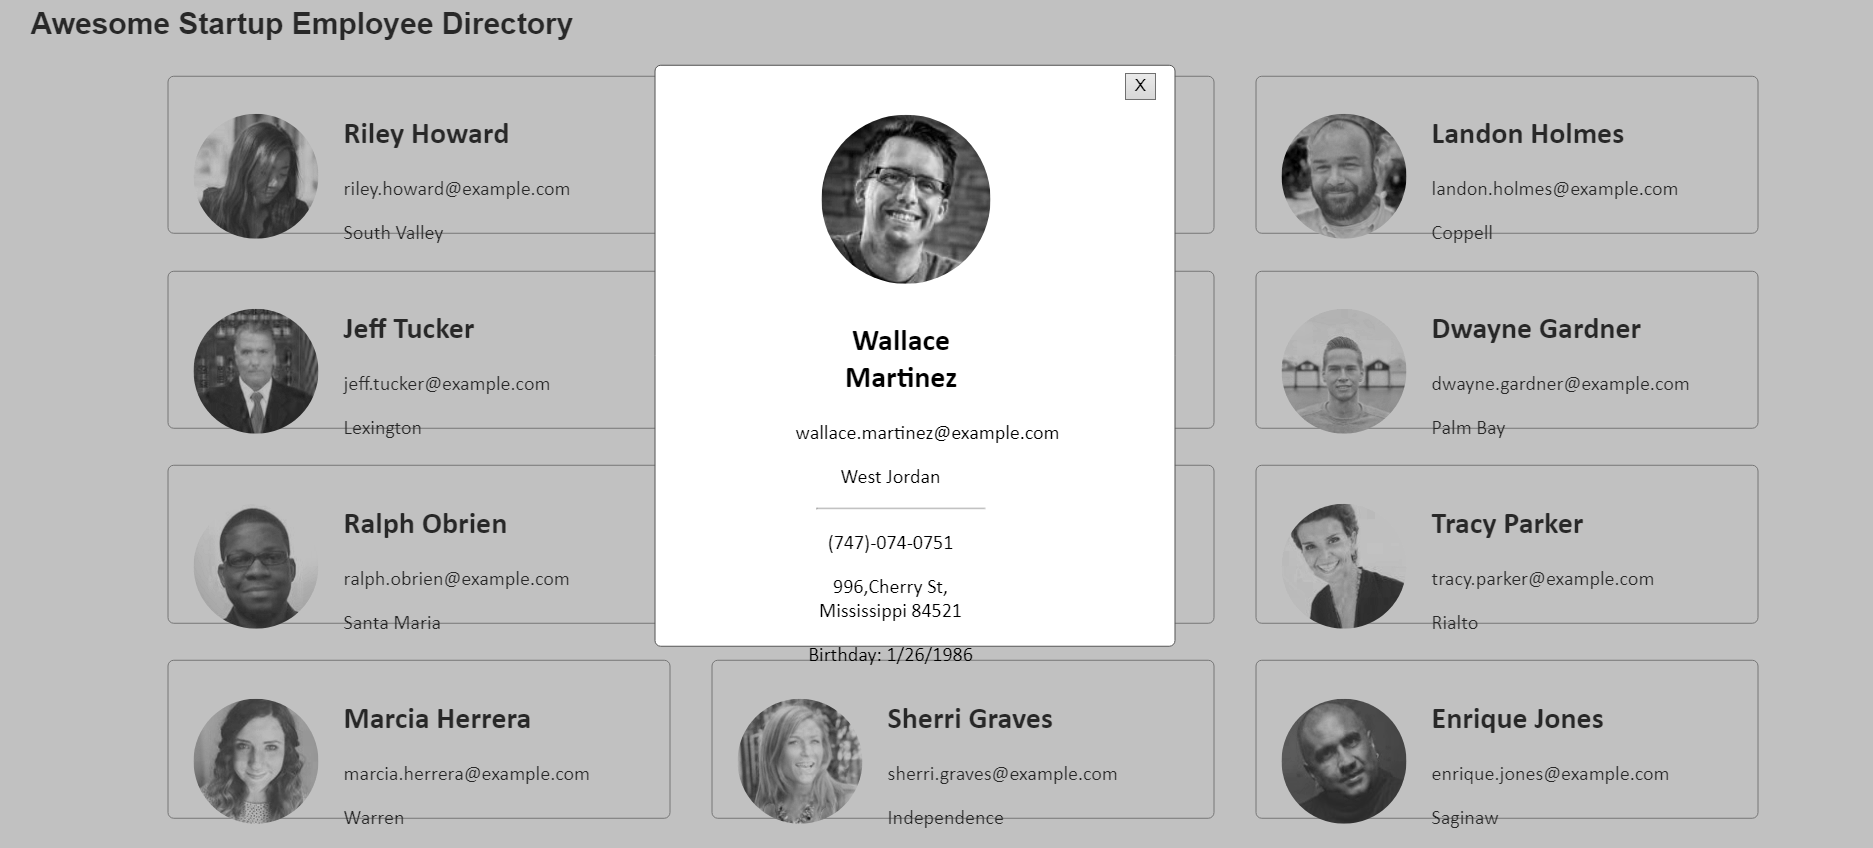 Awesome Startup Employee Directory
X
Riley Howard
riley.howard@example.com
South Valley
Landon Holmes
landon.holmes@example.com
Coppell
Jeff Tucker
jeff.tucker@example.com
Lexington
Wallace
Martinez
wallace.martinez@example.com
West Jordan
(747)-074-0751
996,Cherry St,
Mississippi 84521
Birthday: 1/26/1986
Dwayne Gardner
dwayne.gardner@example.com
Palm Bay
Ralph Obrien
ralph.obrien@example.com
Santa Maria
Tracy Parker
tracy.parker@example.com
Rialto
Marcia Herrera
marcia.herrera@example.com
Warren
Sherri Graves
sherri.graves@example.com
Independence
Enrique Jones
enrique.jones@example.com
Saginaw